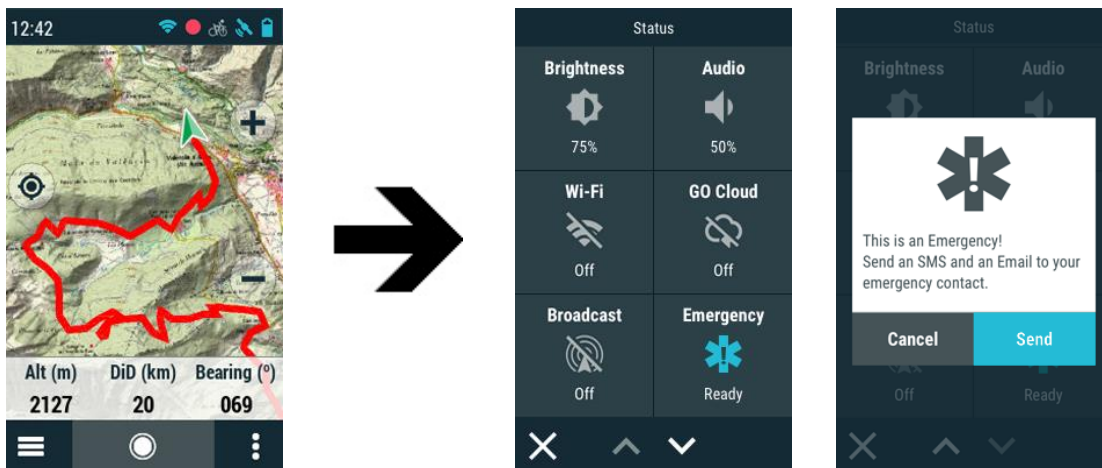 12:42
Alt (m) DiD (km) Bearing (º)
2127 20 069
Status
Brightness Audio
75% 50%
Wi-Fi GO Cloud
Off Off
Broadcast Emergency
Off Ready
Status
Brightness Audio
This is an Emergency!
Send an SMS and an Email to your
emergency contact.
Cancel Send
Off Ready